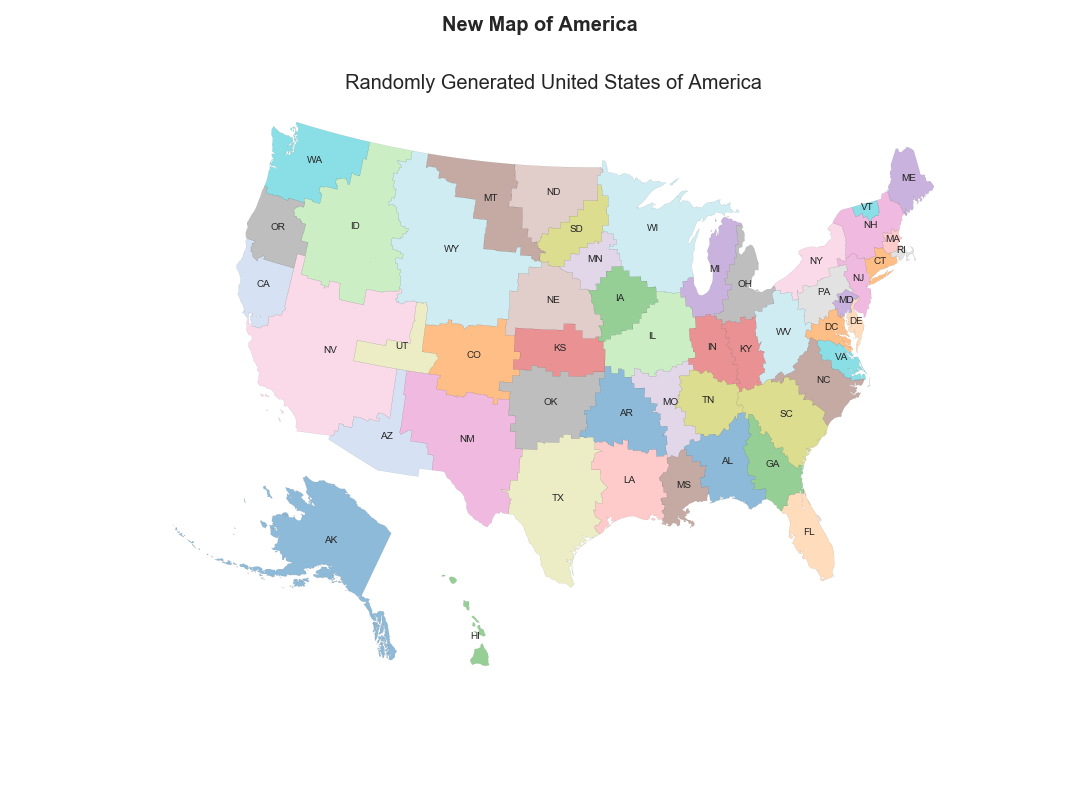 New Map of America
Randomly Generated United States of America
WA
MT
ND
ME
OR
ID
WY
SD
WI
VT
NH
MA
RI
CA
MN
MI
OH
NY
NJ
CT
PA
MD
NE
IA
DE
DC
NV
UT
CO
KS
IL
IN
KY
WV
VA
AZ
NM
OK
AR
MO
TN
SC
NC
TX
LA
MS
AL
GA
FL
AK
HI